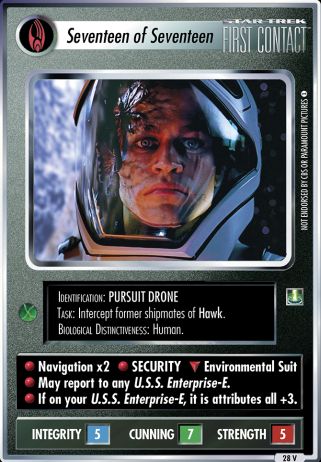 Seventeen of Seventeen
STAR TREK
FIRST CONTACT
NOT ENDORSED BY CBS OR PARAMOUNT PICTURES
IDENTIFICATION: PURSUIT DRONE
TASK: Intercept former shipmates of Hawk.
BIOLOGICAL DISTINCTIVENESS: Human.
Navigation x2 SECURITY Environmental Suit
May report to any U.S.S. Enterprise-E.
If on your U.S.S. Enterprise-E, it is attributes all +3.
INTEGRITY 5 CUNNING 7 STRENGTH 5
28 V